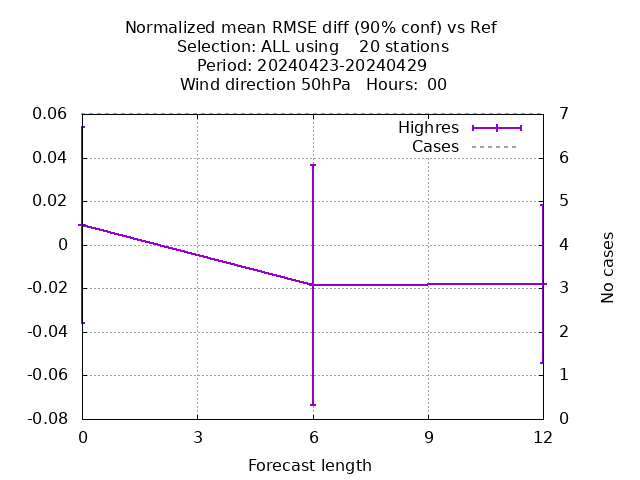 Normalized mean RMSE diff (90% conf) vs Ref
Selection: ALL using    20 stations
Period: 20240423-20240429
Wind direction 50hPa   Hours:  00
Highres
Cases
0.06
0.04
0.02
0
-0.02
-0.04
-0.06
-0.08
7
6
5
4
3
2
1
0
No cases
0 3 6 9 12
Forecast length